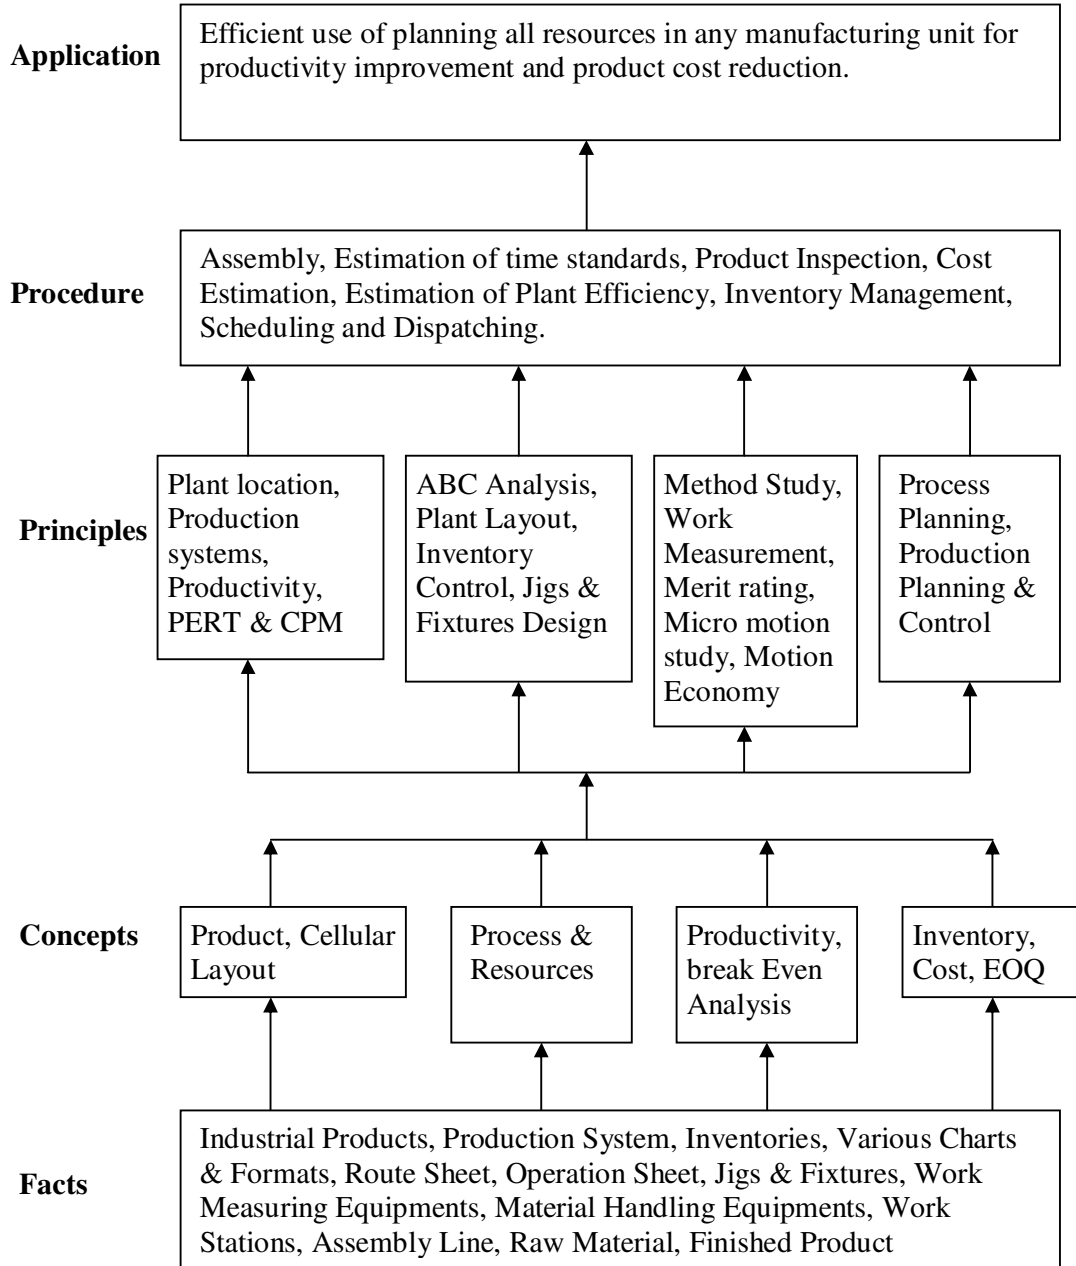 Application
Efficient use of planning all resources in any manufacturing unit for
productivity improvement and product cost reduction.
Procedure
Assembly, Estimation of time standards, Product Inspection, Cost
Estimation, Estimation of Plant Efficiency, Inventory Management,
Scheduling and Dispatching.
Principles
Plant location,
Production
systems,
Productivity,
PERT & CPM
ABC Analysis,
Plant Layout,
Inventory
Control, Jigs &
Fixtures Design
Method Study,
Work
Measurement,
Merit rating,
Micro motion
study, Motion
Economy
Process
Planning,
Production
Planning &
Control
Concepts
Product, Cellular
Layout
Process &
Resources
Productivity,
break Even
Analysis
Inventory,
Cost, EOQ
Facts
Industrial Products, Production System, Inventories, Various Charts
& Formats, Route Sheet, Operation Sheet, Jigs & Fixtures, Work
Measuring Equipments, Material Handling Equipments, Work
Stations, Assembly Line, Raw Material, Finished Product